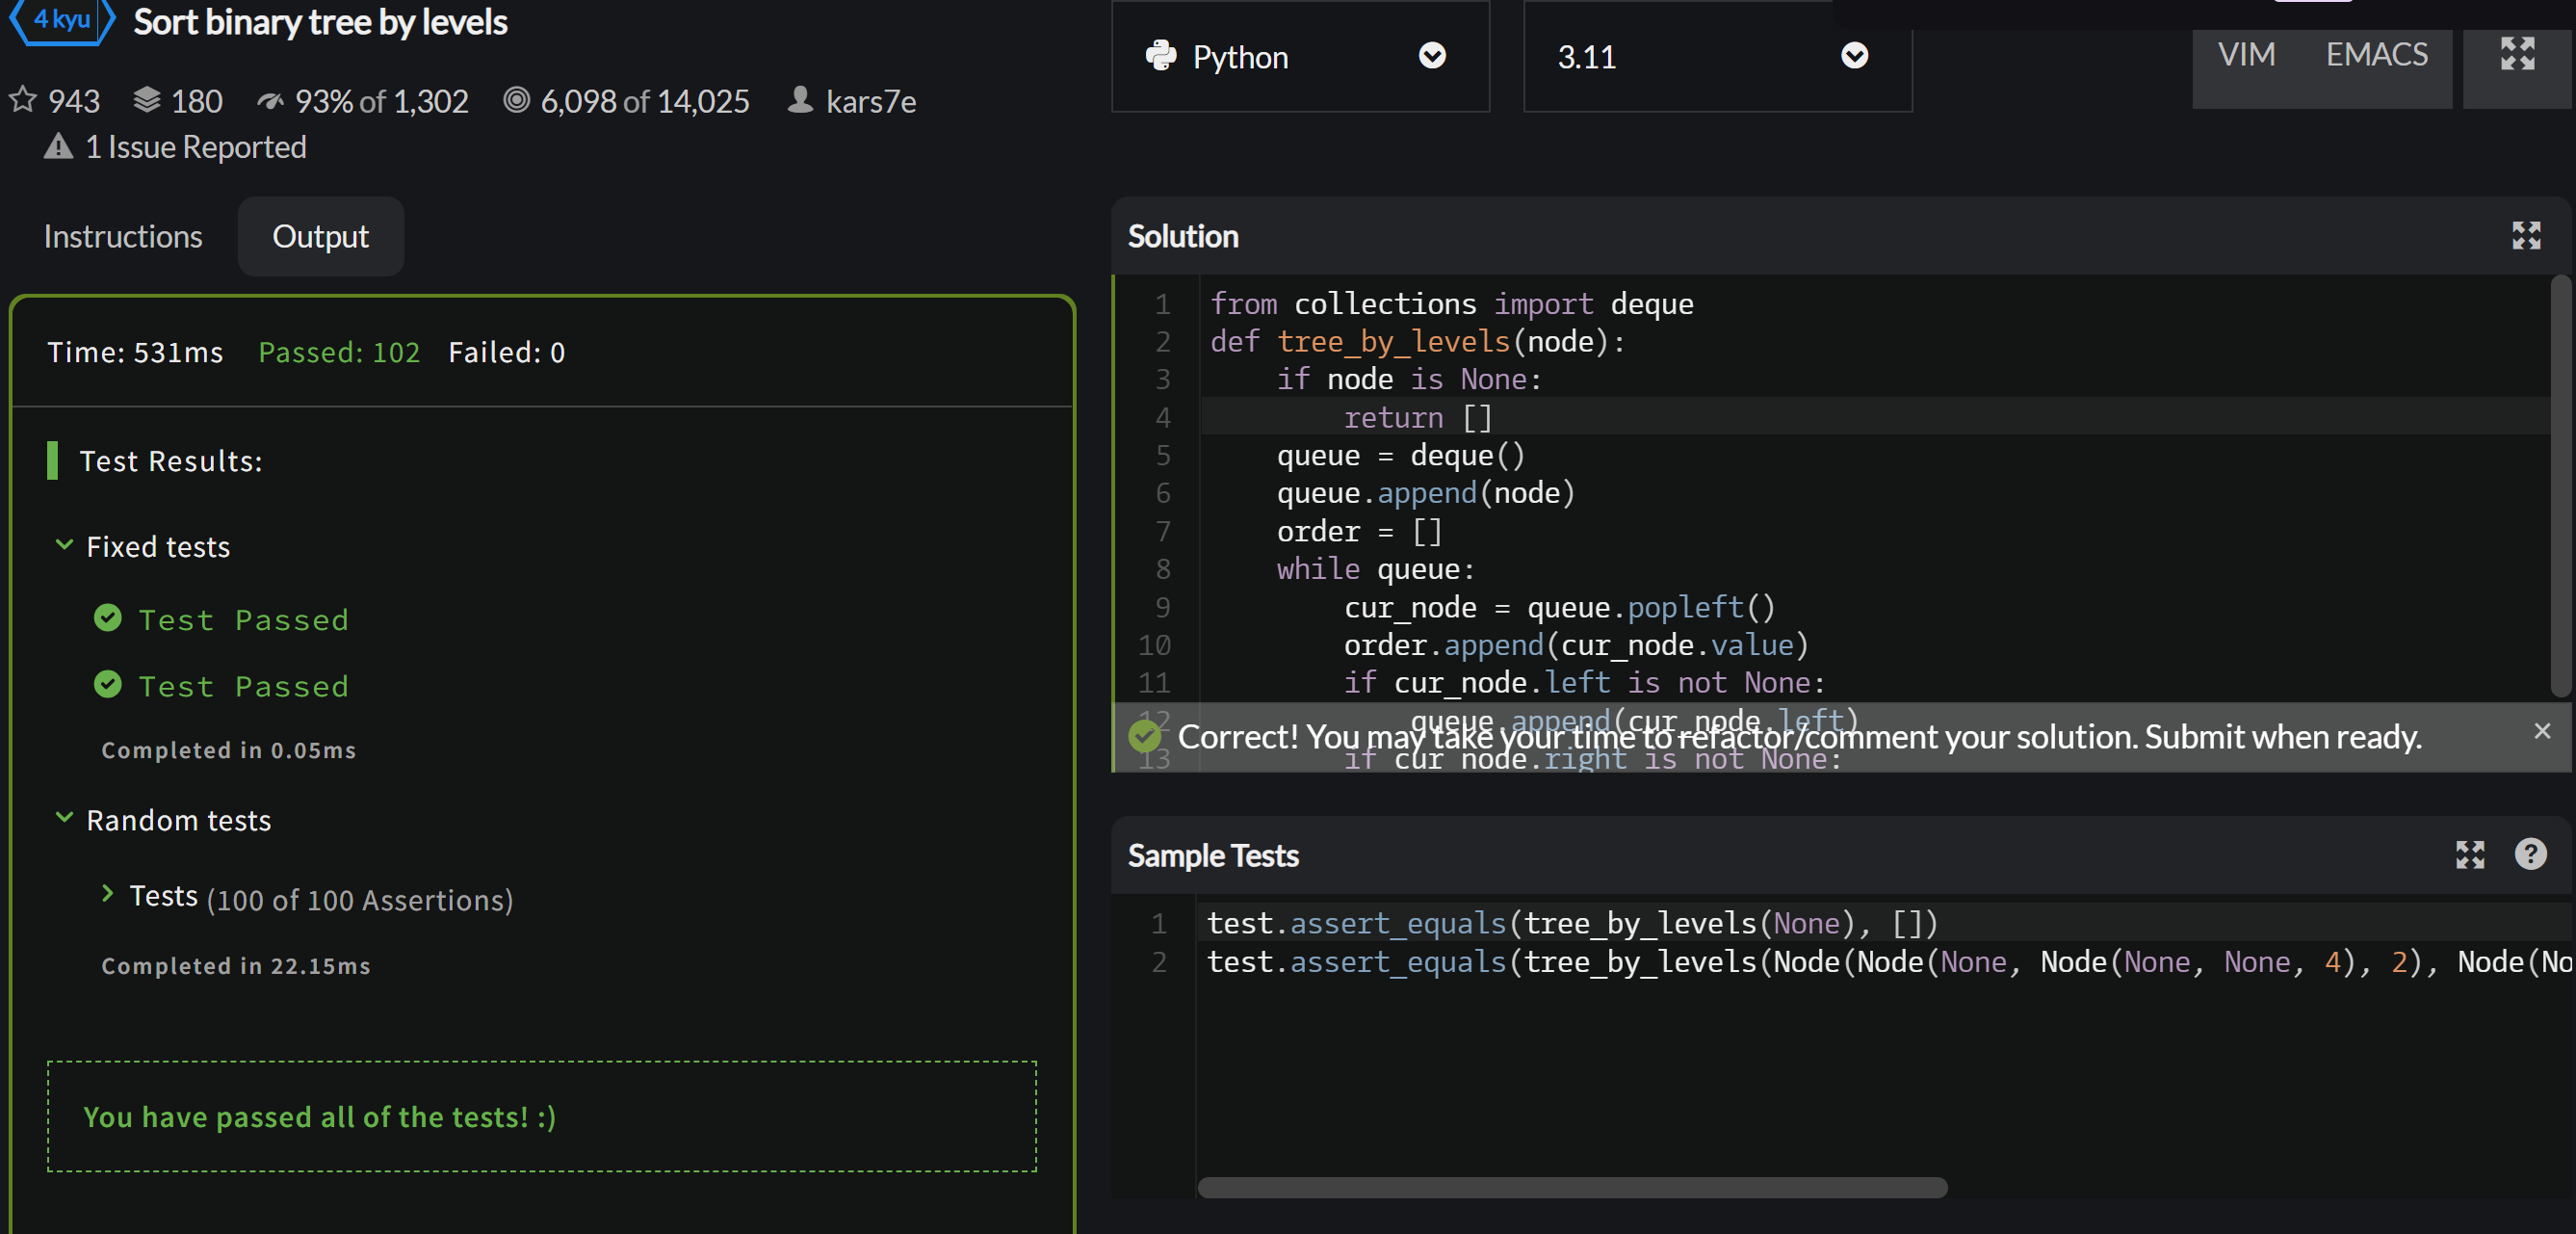 4 kyu Sort binary tree by levels
943 180 93% of 1,302 6,098 of 14,025 kars7e
1 Issue Reported
Python
3.11
VIM EMACS
Instructions Output
Time: 531ms Passed: 102 Failed: 0
Test Results:
Fixed tests
Test Passed
Test Passed
Completed in 0.05ms
Random tests
Tests (100 of 100 Assertions)
Completed in 22.15ms
You have passed all of the tests! :)
Solution
1 from collections import deque
2 def tree_by_levels(node):
3 if node is None:
4 return []
5 queue = deque()
6 queue.append(node)
7 order = []
8 while queue:
9 cur_node = queue.popleft()
10 order.append(cur_node.value)
11 if cur_node.left is not None:
12 queue.append(cur_node.left)
Correct! You may take your time to refactor/comment your solution. Submit when ready.
13 if cur_node.right is not None:
Sample Tests
1 test.assert_equals(tree_by_levels(None), [])
2 test.assert_equals(tree_by_levels(Node(Node(None, Node(None, None, 4), 2), Node(No